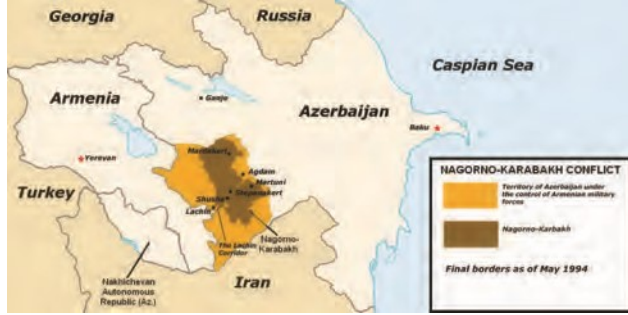 Georgia
Russia
Caspian Sea
Armenia
Ganja
Azerbaijan
Baku
Mardakert
Yerevan
Agdam
Martuni
Stepanakert
Turkey
Shusha
Lachin
Nagorno-
Karabakh
The Lachin
Corridor
Iran
Nakhichevan
Autonomous
Republic (Az.)
NAGORNO-KARABAKH CONFLICT
Territory of Azerbaijan under
the control of Armenian military
forces
Nagorno-Karbakh
Final borders as of May 1994